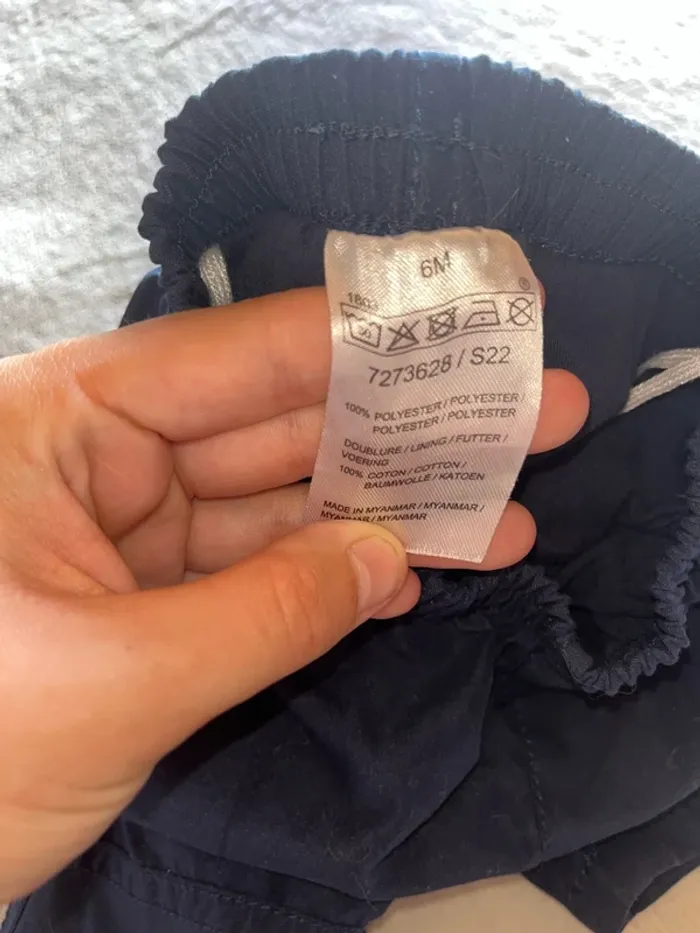 6M
®
7273628 / S22
100% POLYESTER / POLYESTER /
POLYESTER / POLYESTER
DOUBLURE / LINING / FUTTER /
VOERING
100% COTON / COTTON /
BAUMWOLLE / KATOEN
MADE IN MYANMAR / MYANMAR /
MYANMAR / MYANMAR